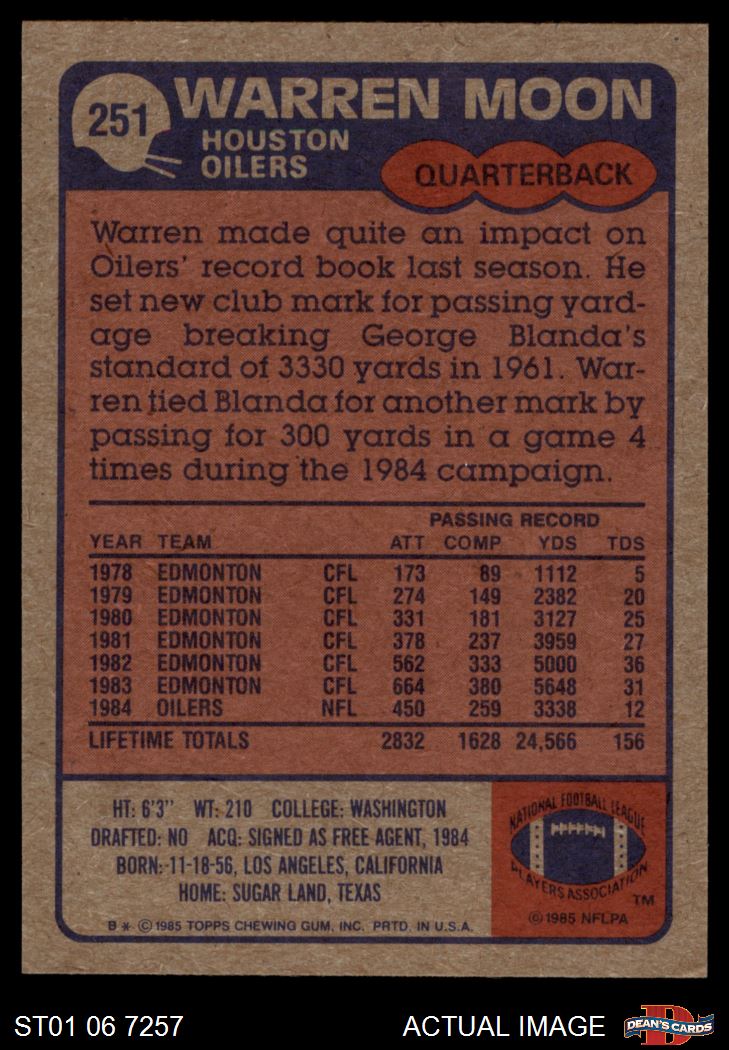 251
WARREN MOON
HOUSTON
OILERS
QUARTERBACK
Warren made quite an impact on
Oilers' record book last season. He
set new club mark for passing yard-
age breaking George Blanda's
standard of 3330 yards in 1961. War-
ren tied Blanda for another mark by
passing for 300 yards in a game 4
times during the 1984 campaign.
PASSING RECORD
YEAR TEAM ATT COMP YDS TDS
1978 EDMONTON CFL 173 89 1112 5
1979 EDMONTON CFL 274 149 2382 20
1980 EDMONTON CFL 331 181 3127 25
1981 EDMONTON CFL 378 237 3959 27
1982 EDMONTON CFL 562 333 5000 36
1983 EDMONTON CFL 664 380 5648 31
1984 OILERS NFL 450 259 3338 12
LIFETIME TOTALS 2832 1628 24,566 156
HT: 6'3" WT: 210 COLLEGE: WASHINGTON
DRAFTED: NO ACQ: SIGNED AS FREE AGENT, 1984
BORN: 11-18-56, LOS ANGELES, CALIFORNIA
HOME: SUGAR LAND, TEXAS
B * © 1985 TOPPS CHEWING GUM, INC. PRTD. IN U.S.A.
NATIONAL FOOTBALL LEAGUE
PLAYERS ASSOCIATION
TM
© 1985 NFLPA
ST01 06 7257
ACTUAL IMAGE
D
DEAN'S CARDS